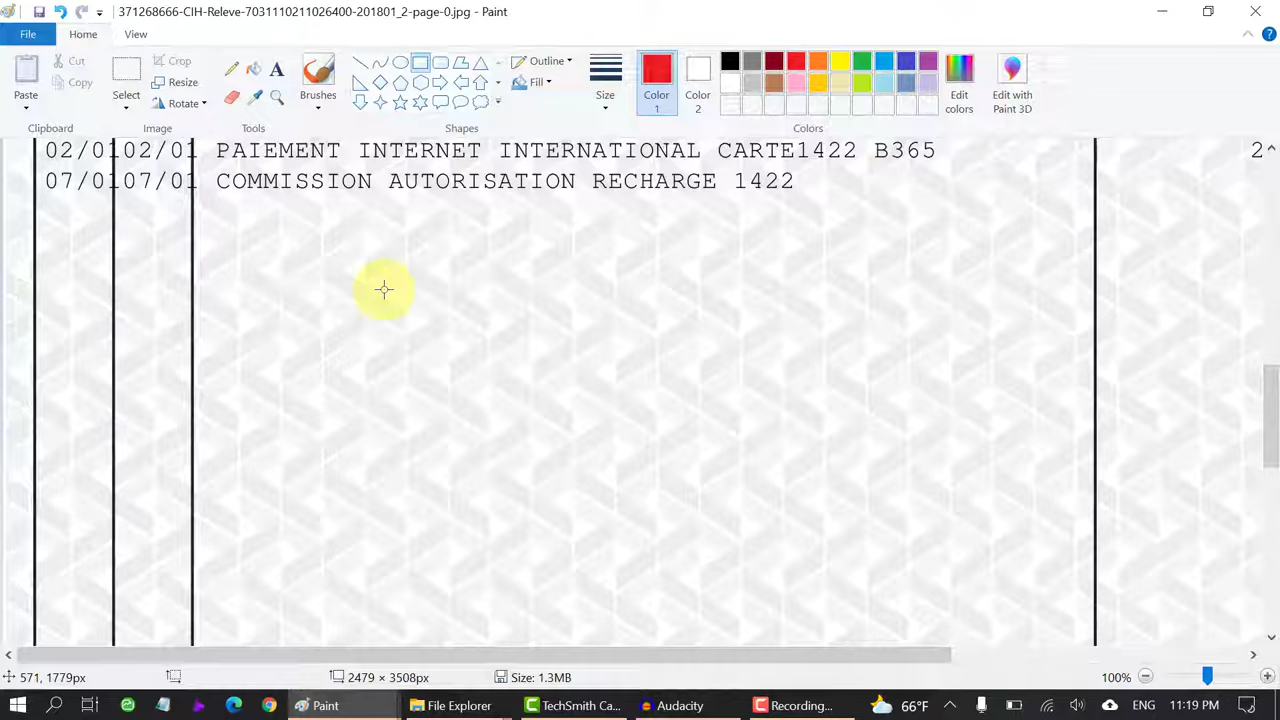 371268666-CIH-Releve-7031110211026400-201801_2-page-0.jpg - Paint
File
Home
View
Paste
Cut
Copy
Clipboard
Select
Crop
Resize
Rotate
Image
Tools
Brushes
Shapes
Outline
Fill
Size
Color 1
Color 2
Edit colors
Edit with Paint 3D
Colors
02/0102/01 PAIEMENT INTERNET INTERNATIONAL CARTE1422 B365 2
07/0107/01 COMMISSION AUTORISATION RECHARGE 1422
571, 1779px
2479 × 3508px
Size: 1.3MB
100%
Paint
File Explorer
TechSmith Ca...
Audacity
Recording...
66°F
ENG
11:19 PM